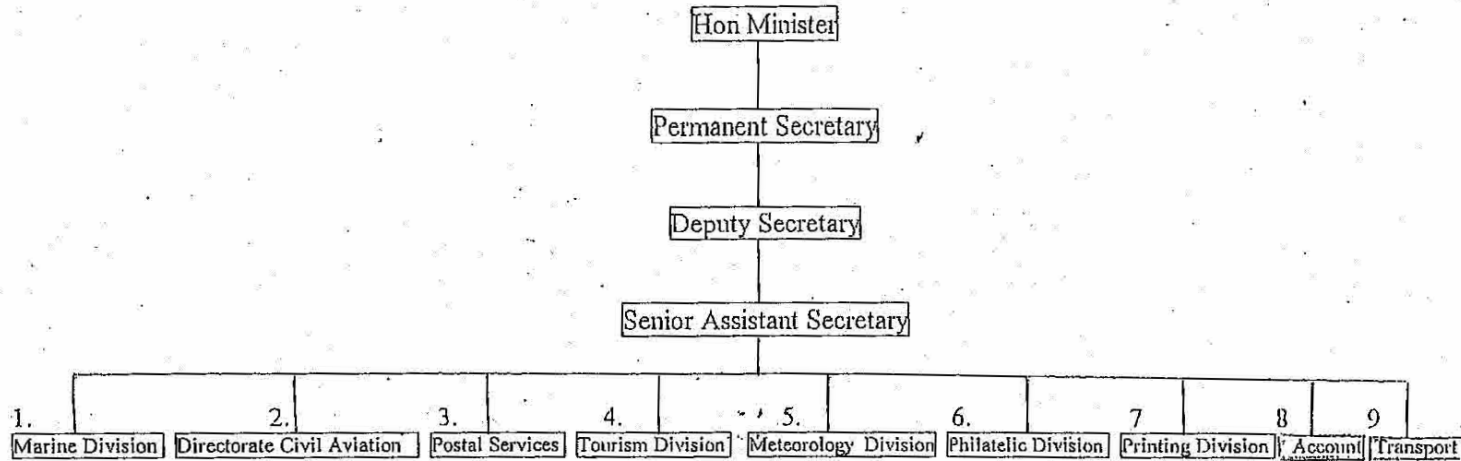 Hon Minister
Permanent Secretary
Deputy Secretary
Senior Assistant Secretary
1. 2. 3. 4. 5. 6. 7 8 9
Marine Division Directorate Civil Aviation Postal Services Tourism Division Meteorology Division Philatelic Division Printing Division Account Transport